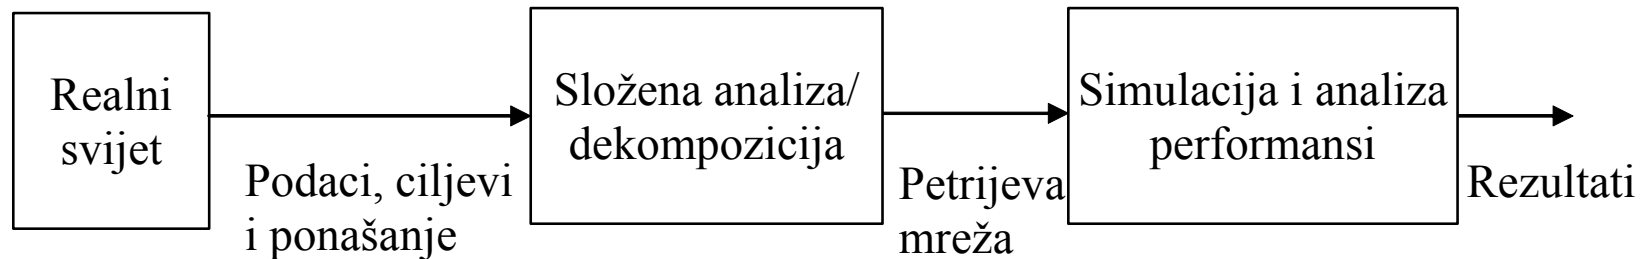 Realni
svijet
Podaci, ciljevi
i ponašanje
Složena analiza/
dekompozicija
Petrijeva
mreža
Simulacija i analiza
performansi
Rezultati